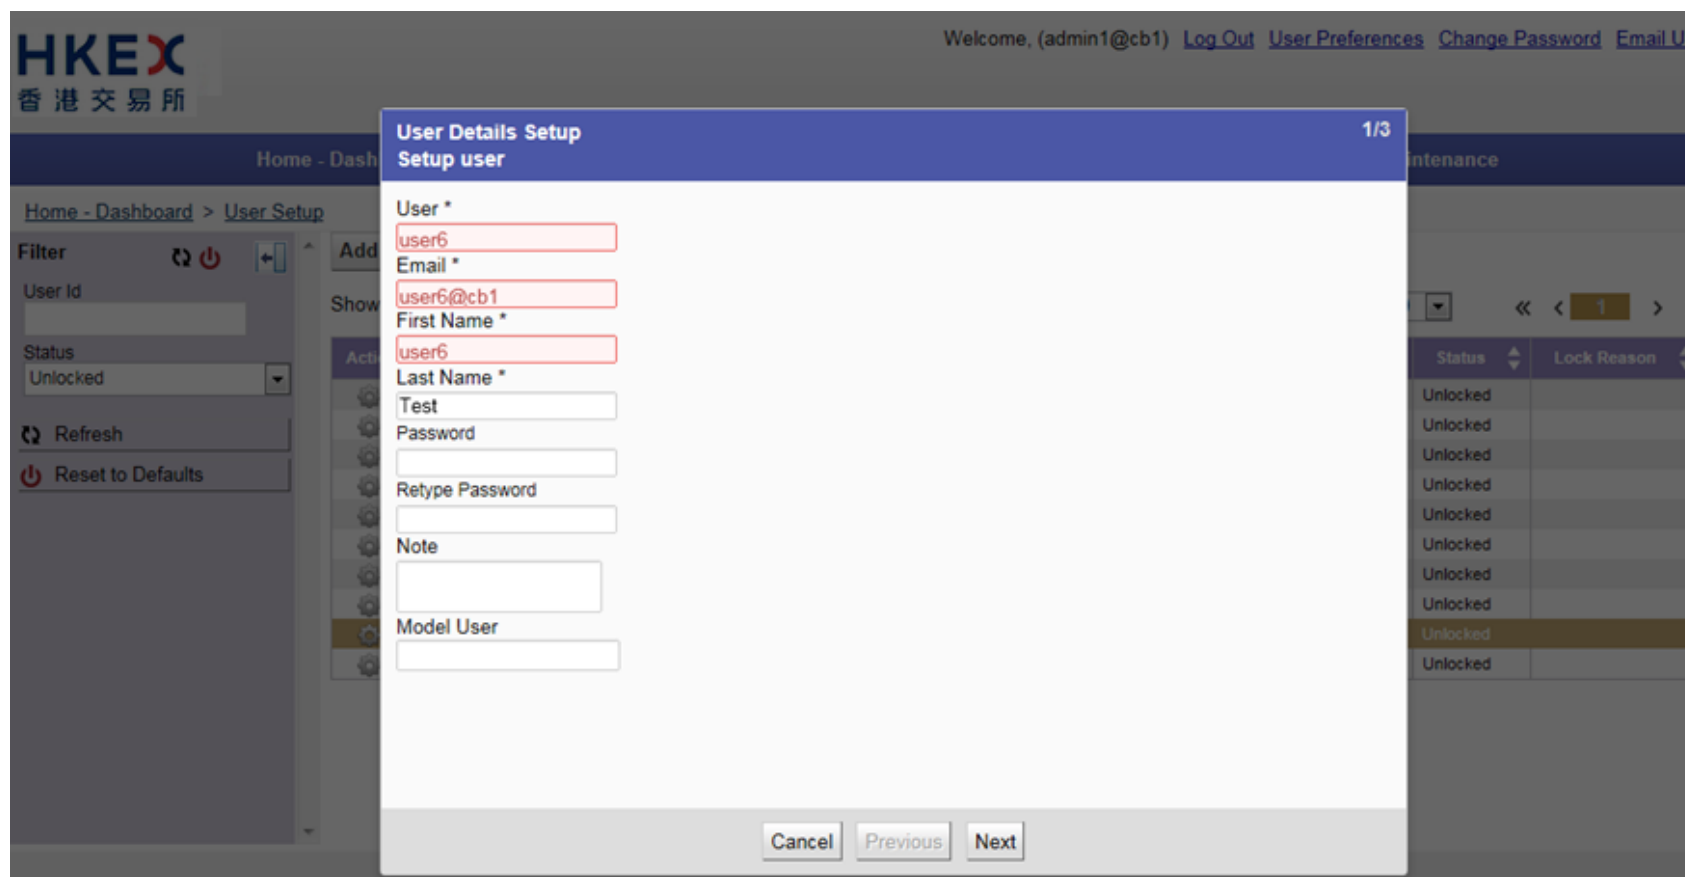 HKEX
香港交易所
Welcome, (admin1@cb1) Log Out User Preferences Change Password Email U
Home - Dash
intenance
Home - Dashboard > User Setup
Filter
User Id
Status
Unlocked
Refresh
Reset to Defaults
Add
Show
Acti
User Details Setup
1/3
Setup user
User *
user6
Email *
user6@cb1
First Name *
user6
Last Name *
Test
Password
Retype Password
Note
Model User
Cancel Previous Next
« < 1 >
Status Lock Reason
Unlocked
Unlocked
Unlocked
Unlocked
Unlocked
Unlocked
Unlocked
Unlocked
Unlocked
Unlocked